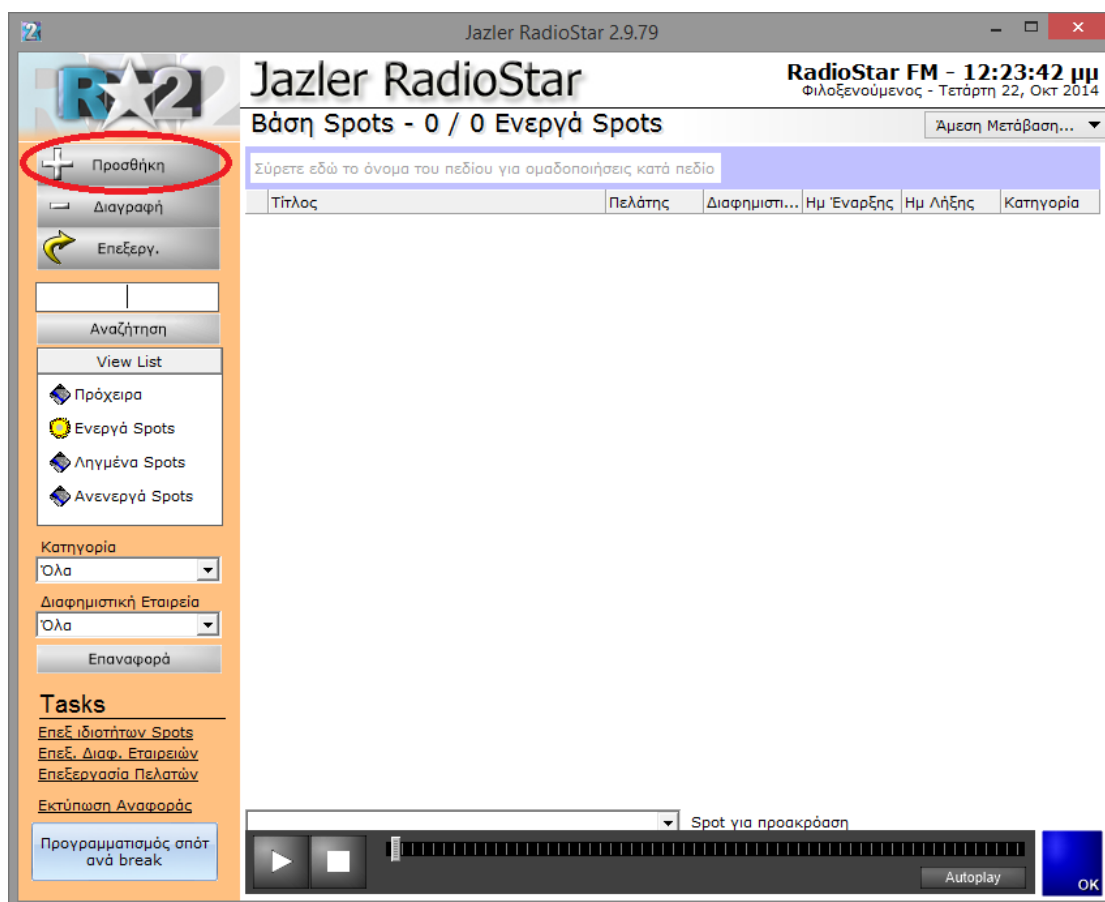 Jazler RadioStar 2.9.79
R 2
Jazler RadioStar
RadioStar FM - 12:23:42 μμ
Φιλοξενούμενος - Τετάρτη 22, Οκτ 2014
Βάση Spots - 0 / 0 Ενεργά Spots
Άμεση Μετάβαση...
Προσθήκη
Διαγραφή
Επεξεργ.
Αναζήτηση
View List
Πρόχειρα
Ενεργά Spots
Ληγμένα Spots
Ανενεργά Spots
Κατηγορία
Όλα
Διαφημιστική Εταιρεία
Όλα
Επαναφορά
Tasks
Επεξ ιδιοτήτων Spots
Επεξ. Διαφ. Εταιρειών
Επεξεργασία Πελατών
Εκτύπωση Αναφοράς
Προγραμματισμός σπότ
ανά break
Σύρετε εδώ το όνομα του πεδίου για ομαδοποιήσεις κατά πεδίο
Τίτλος Πελάτης Διαφημιστι... Ημ Έναρξης Ημ Λήξης Κατηγορία
Spot για προακρόαση
Autoplay
OK